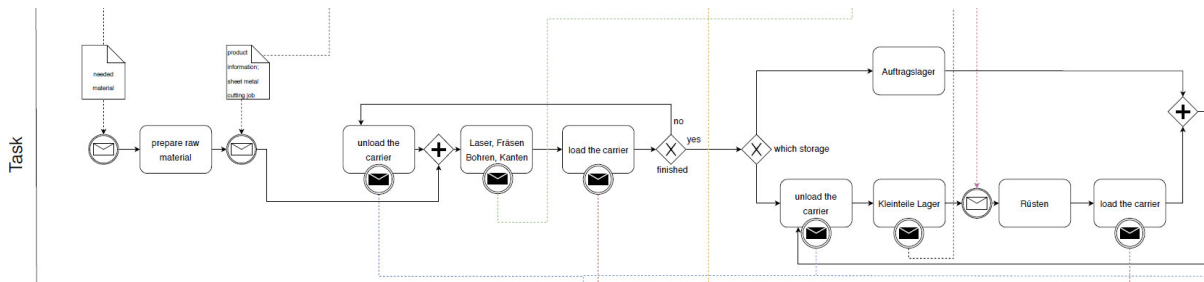 Task
needed
material
product
information;
sheet metal
cutting job
prepare raw
material
unload the
carrier
Laser, Fräsen
Bohren, Kanten
load the carrier
no
yes
finished
which storage
Auftragslager
unload the
carrier
Kleinteile Lager
Rüsten
load the carrier